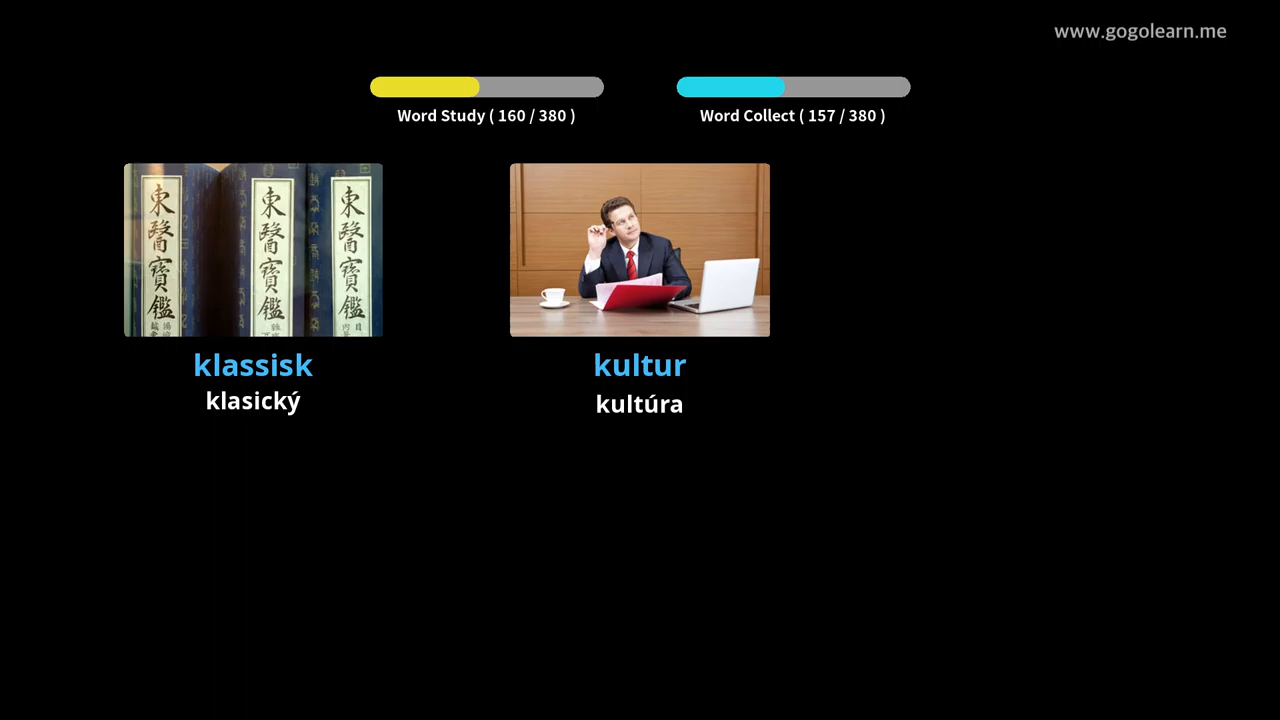 www.gogolearn.me
Word Study ( 160 / 380 )
Word Collect ( 157 / 380 )
東醫寶鑑
東醫寶鑑
東醫寶鑑
klassisk
kultur
klasický
kultúra